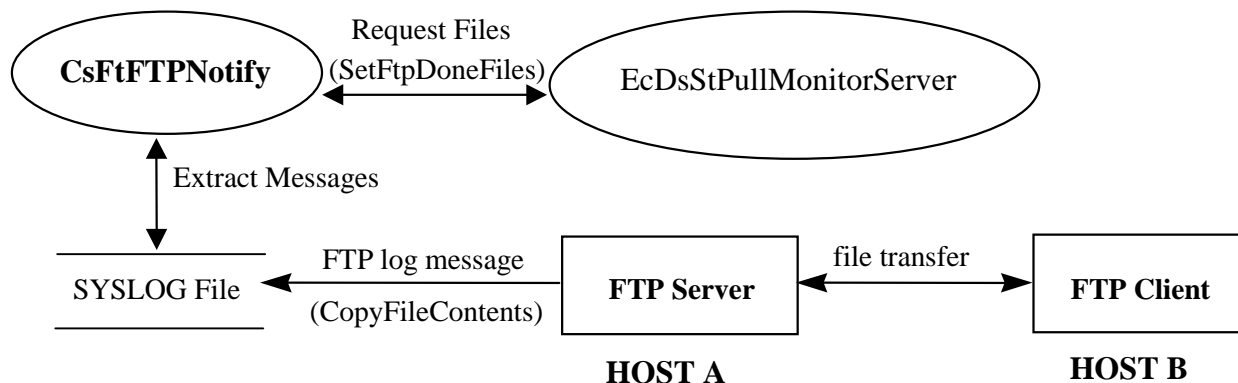 Request Files
CsFtFTPNotify
(SetFtpDoneFiles)
EcDsStPullMonitorServer
Extract Messages
FTP log message
file transfer
SYSLOG File
FTP Server
FTP Client
(CopyFileContents)
HOST A
HOST B